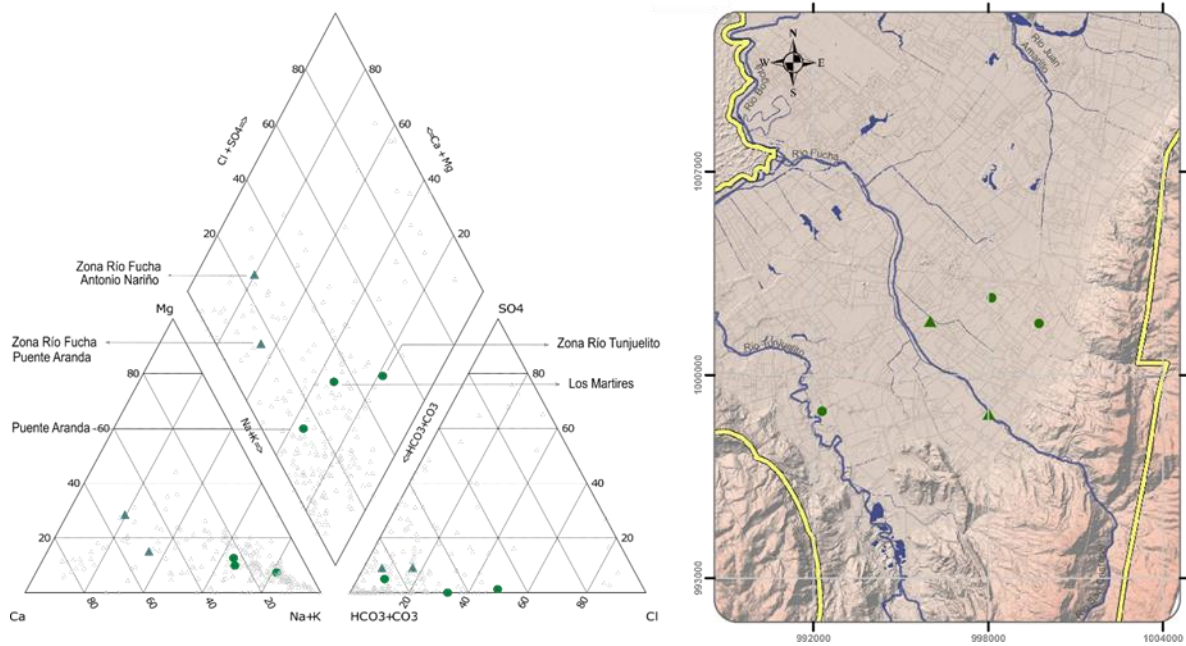 80
80
60
60
40
40
20
20
Cl +SO4=>
<=Ca +Mg
Zona Río Fucha
Antonio Nariño
Mg
SO4
Zona Río Fucha
Puente Aranda
Zona Río Tunjuelito
Los Martires
Puente Aranda
80
60
40
20
Na+K=>
<=HCO3+CO3
80
60
40
20
80
60
40
20
20
40
60
80
Ca
Na+K
HCO3+CO3
Cl
N
W
E
S
Río Bogotá
Río Juan
Amarillo
Río Fucha
Río Tunjuelito
1007000
1000000
993000
992000
998000
1004000